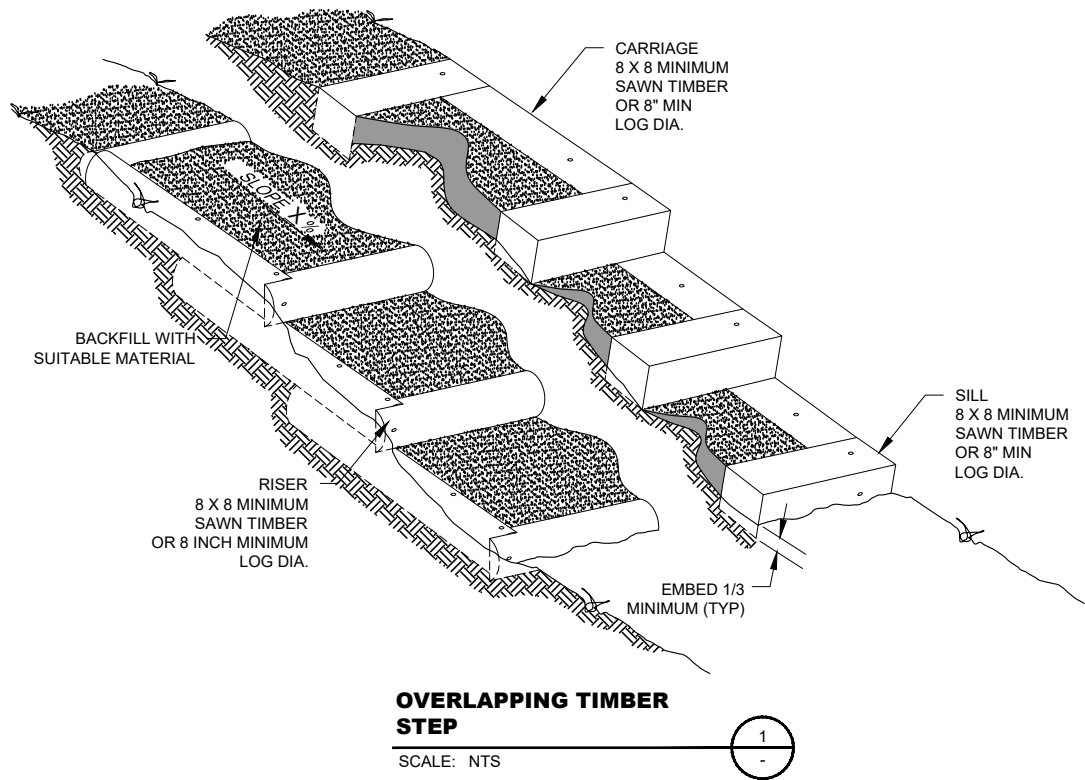 CARRIAGE
8 X 8 MINIMUM
SAWN TIMBER
OR 8" MIN
LOG DIA.
SLOPE X%
BACKFILL WITH
SUITABLE MATERIAL
SILL
8 X 8 MINIMUM
SAWN TIMBER
OR 8" MIN
LOG DIA.
RISER
8 X 8 MINIMUM
SAWN TIMBER
OR 8 INCH MINIMUM
LOG DIA.
EMBED 1/3
MINIMUM (TYP)
OVERLAPPING TIMBER
STEP
SCALE: NTS
1
-